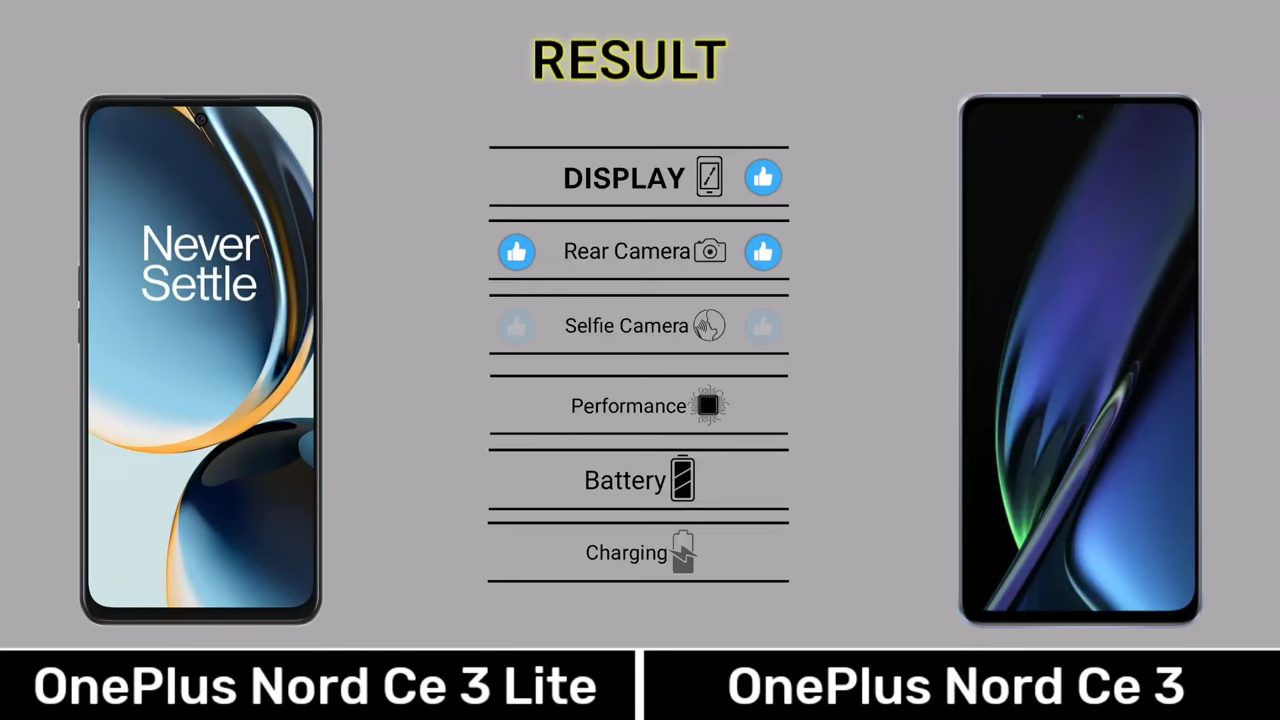 RESULT
Never
Settle
DISPLAY
Rear Camera
Selfie Camera
Performance
Battery
Charging
OnePlus Nord Ce 3 Lite
OnePlus Nord Ce 3